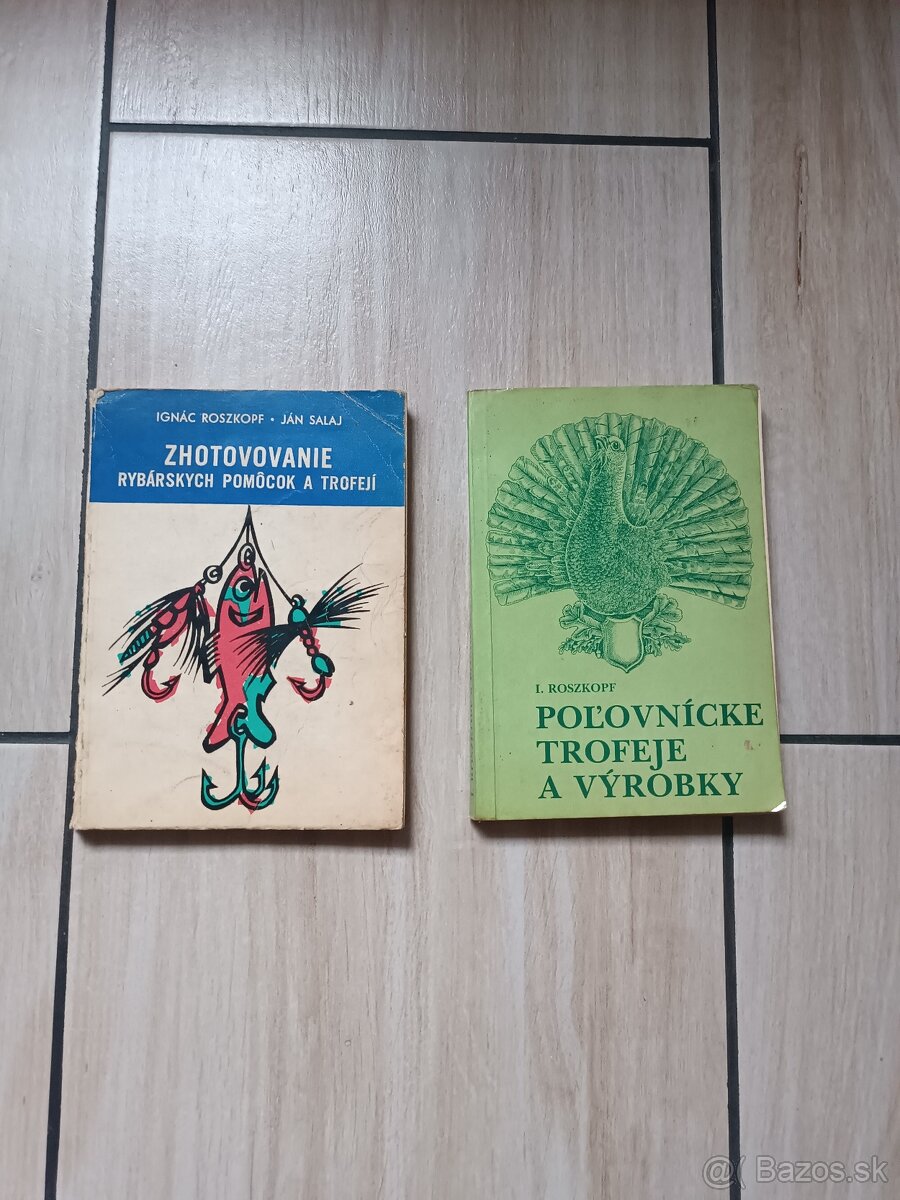 IGNÁC ROSZKOPF • JÁN SALAJ
ZHOTOVOVANIE
RYBÁRSKYCH POMÔCOK A TROFEJÍ
I. ROSZKOPF
POĽOVNÍCKE
TROFEJE
A VÝROBKY
@( Bazos.sk